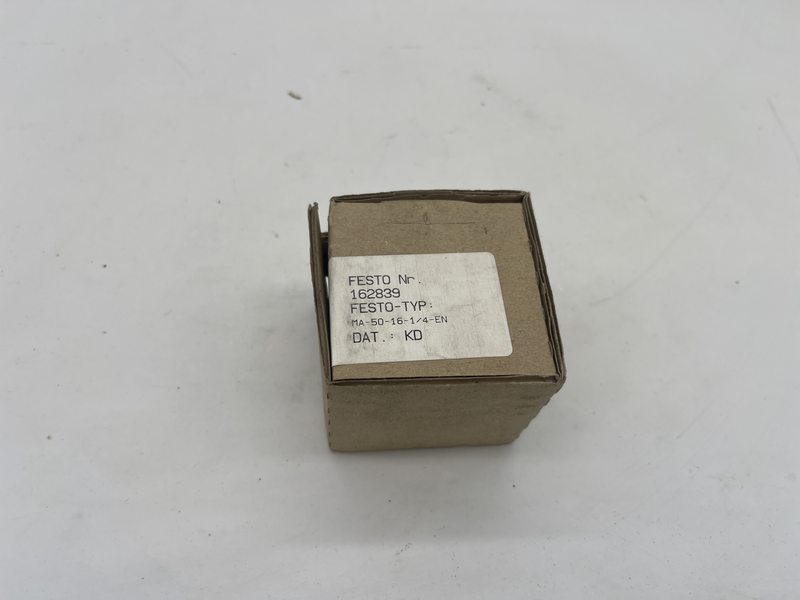 FESTO Nr.
162839
FESTO-TYP:
MA-50-16-1/4-EN
DAT.: KD